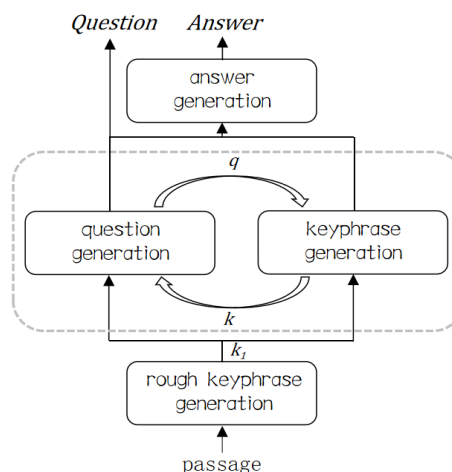 Question Answer
answer
generation
q
question
generation
keyphrase
generation
k
k₁
rough keyphrase
generation
passage